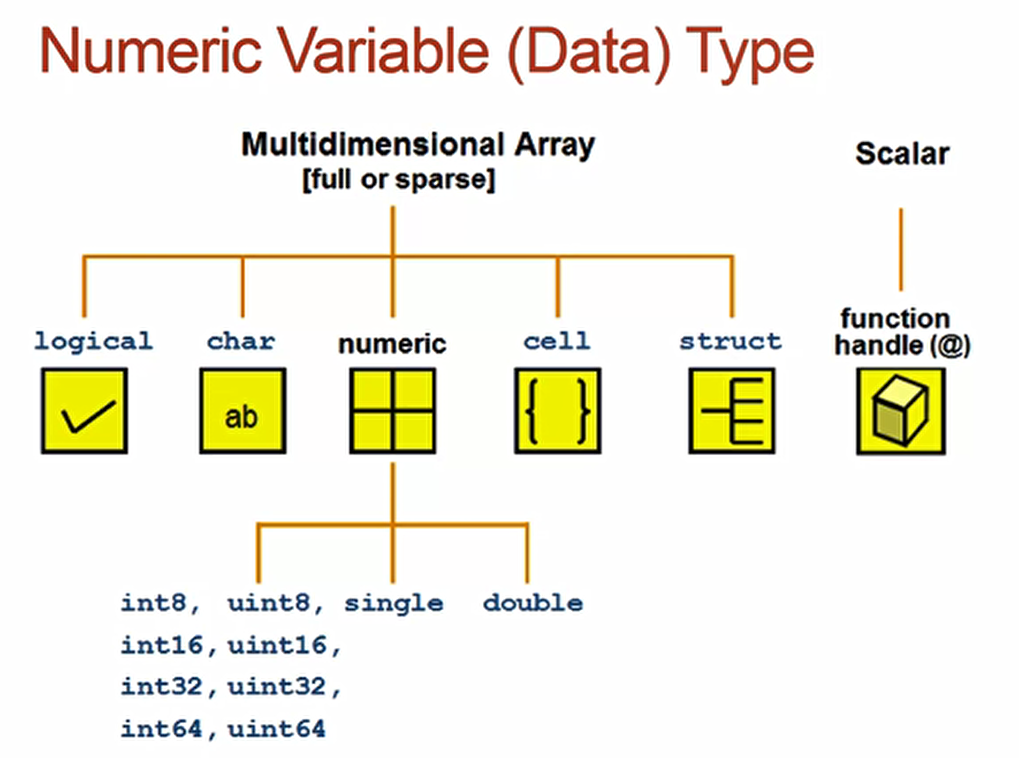 Numeric Variable (Data) Type
Multidimensional Array
[full or sparse]
Scalar
logical
char
numeric
cell
struct
function
handle (@)
ab
{ }
int8, uint8, single double
int16, uint16,
int32, uint32,
int64, uint64